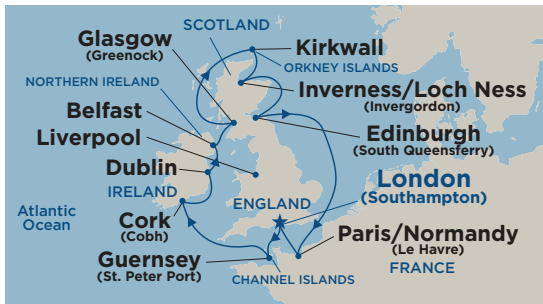 SCOTLAND
Glasgow
(Greenock)
Kirkwall
ORKNEY ISLANDS
NORTHERN IRELAND
Inverness/Loch Ness
(Invergordon)
Belfast
Liverpool
Edinburgh
(South Queensferry)
Dublin
IRELAND
London
(Southampton)
ENGLAND
Atlantic
Ocean
Cork
(Cobh)
Paris/Normandy
(Le Havre)
Guernsey
(St. Peter Port)
CHANNEL ISLANDS
FRANCE